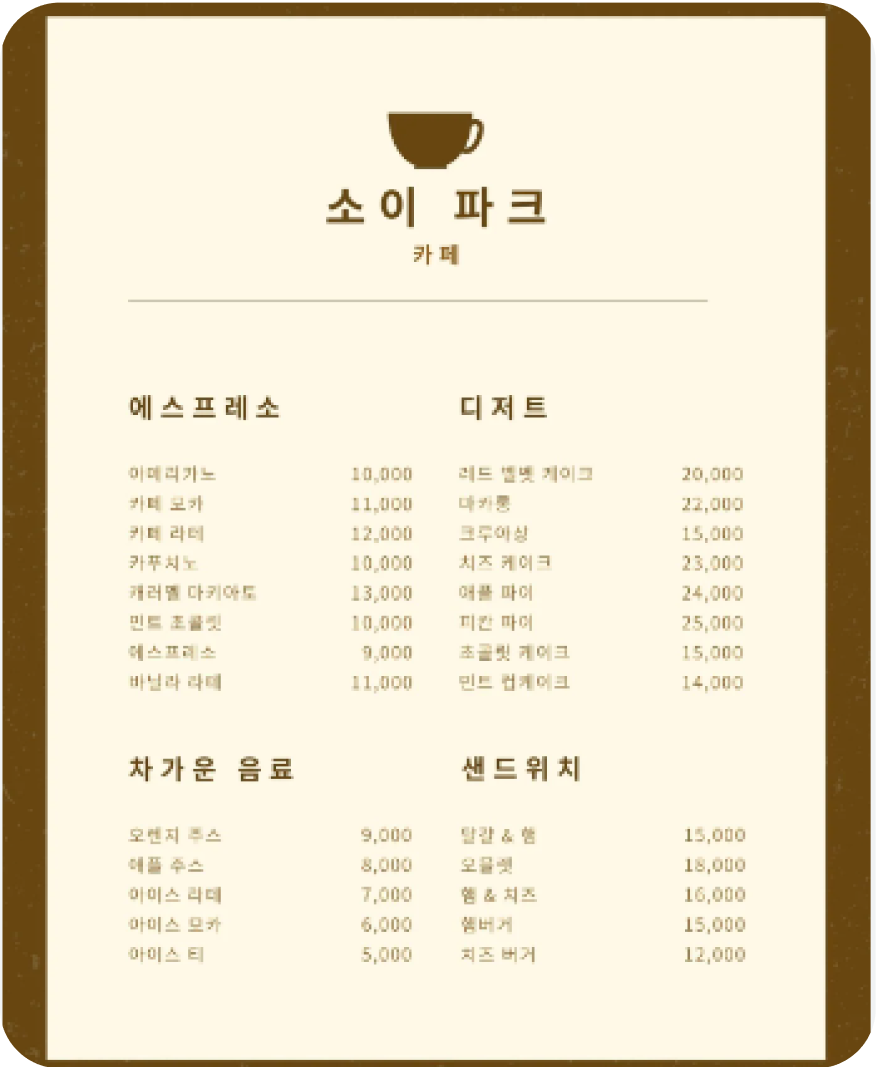 소이 파크
카페
에스프레소
아메리카노 10,000
카페 모카 11,000
카페 라떼 12,000
카푸치노 10,000
캐러멜 마키아토 13,000
민트 초콜릿 10,000
에스프레소 9,000
바닐라 라떼 11,000
디저트
레드 벨벳 케이크 20,000
마카롱 22,000
크루아상 15,000
치즈 케이크 23,000
애플 파이 24,000
피칸 파이 25,000
초콜릿 케이크 15,000
민트 컵케이크 14,000
차가운 음료
오렌지 주스 9,000
애플 주스 8,000
아이스 라떼 7,000
아이스 모카 6,000
아이스 티 5,000
샌드위치
달걀 & 햄 15,000
오믈렛 18,000
햄 & 치즈 16,000
햄버거 15,000
치즈 버거 12,000